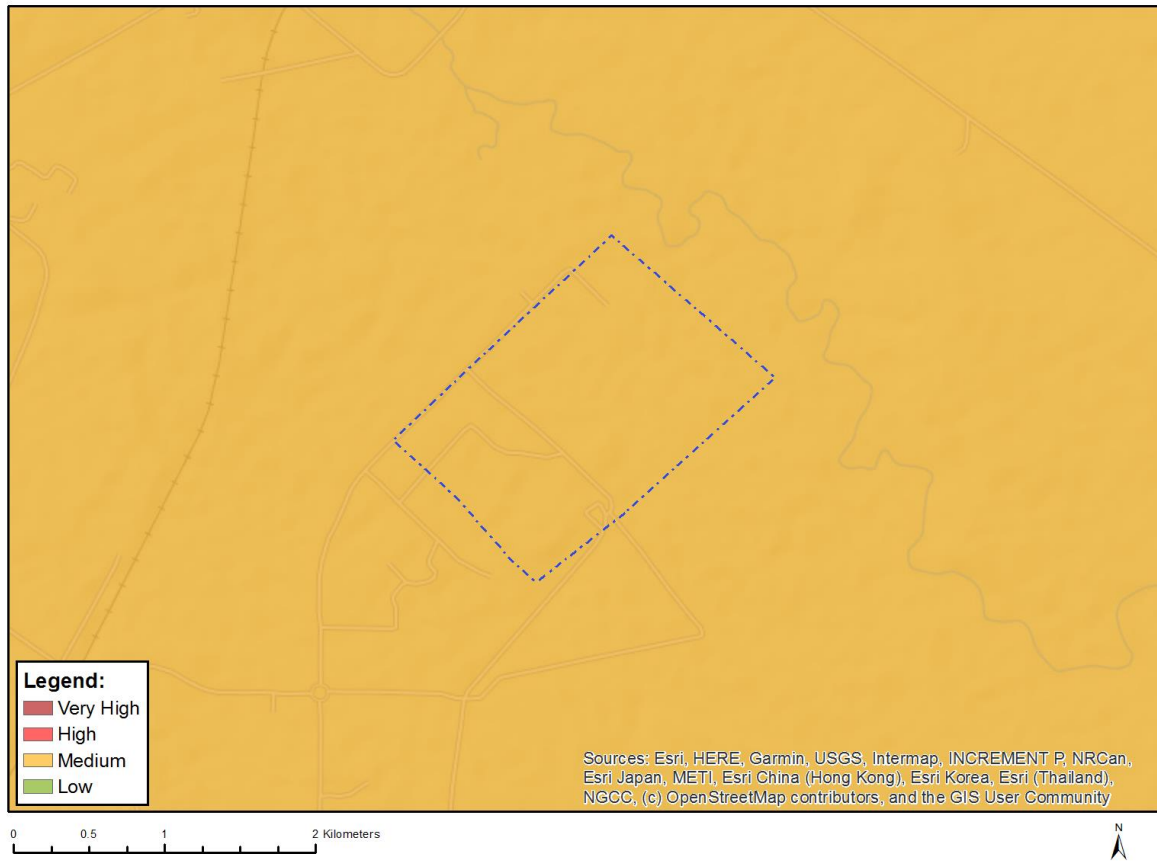 Legend:
Very High
High
Medium
Low
Sources: Esri, HERE, Garmin, USGS, Intermap, INCREMENT P, NRCan,
Esri Japan, METI, Esri China (Hong Kong), Esri Korea, Esri (Thailand),
NGCC, (c) OpenStreetMap contributors, and the GIS User Community
0 0.5 1 2 Kilometers
N